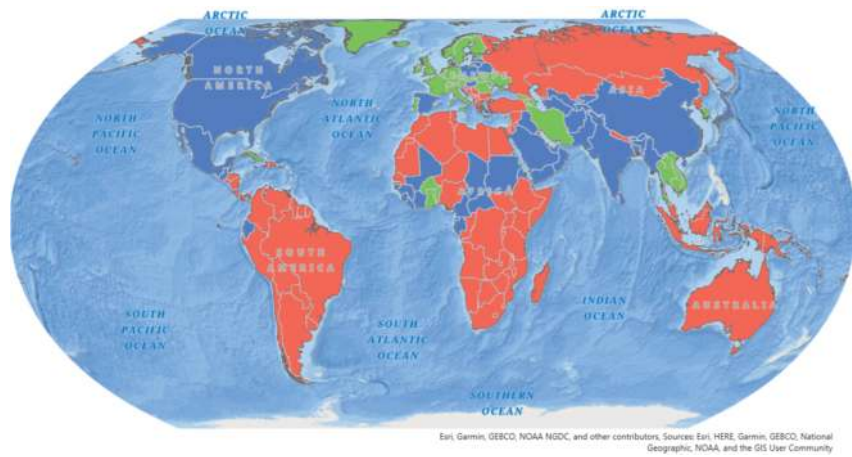 ARCTIC
OCEAN
ARCTIC
OCEAN
NORTH
AMERICA
ASIA
NORTH
PACIFIC
OCEAN
NORTH
ATLANTIC
OCEAN
NORTH
PACIFIC
OCEAN
AFRICA
SOUTH
AMERICA
INDIAN
OCEAN
AUSTRALIA
SOUTH
PACIFIC
OCEAN
SOUTH
ATLANTIC
OCEAN
SOUTHERN
OCEAN
Esri, Garmin, GEBCO, NOAA NGDC, and other contributors, Sources: Esri, HERE, Garmin, GEBCO, National
Geographic, NOAA, and the GIS User Community